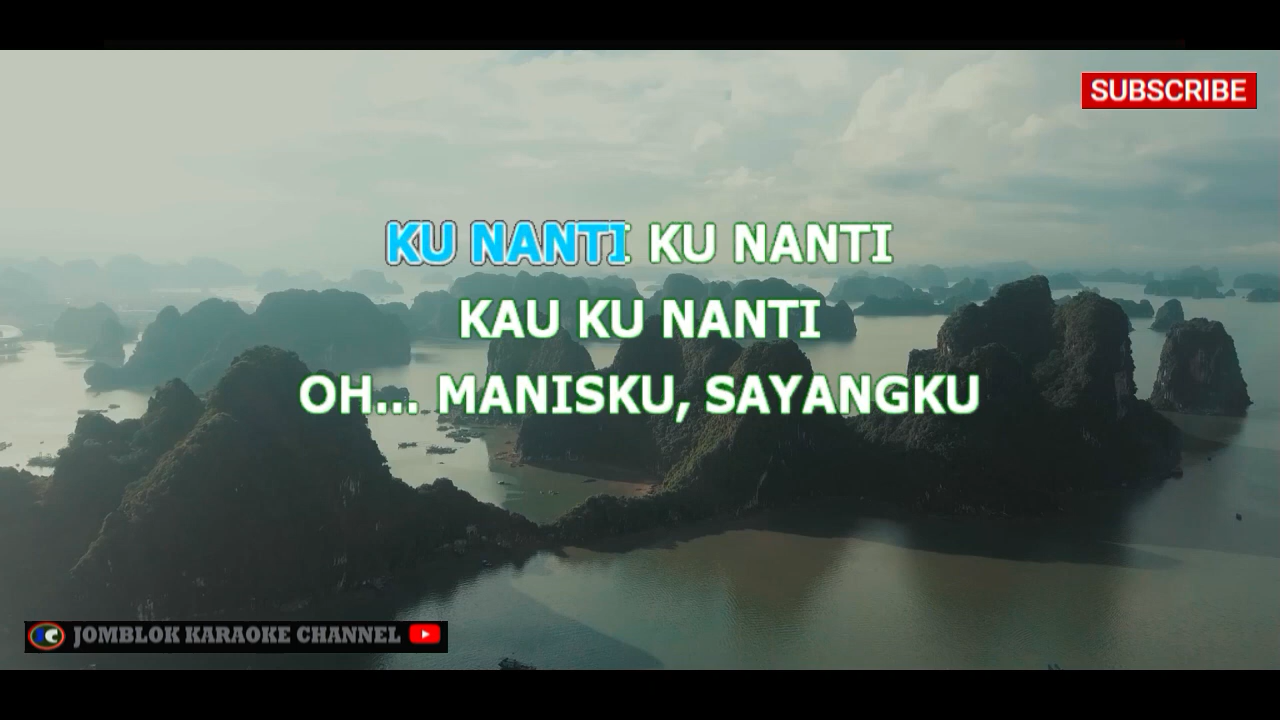 SUBSCRIBE
KU NANTI KU NANTI
KAU KU NANTI
OH... MANISKU, SAYANGKU
JOMBLOK KARAOKE CHANNEL